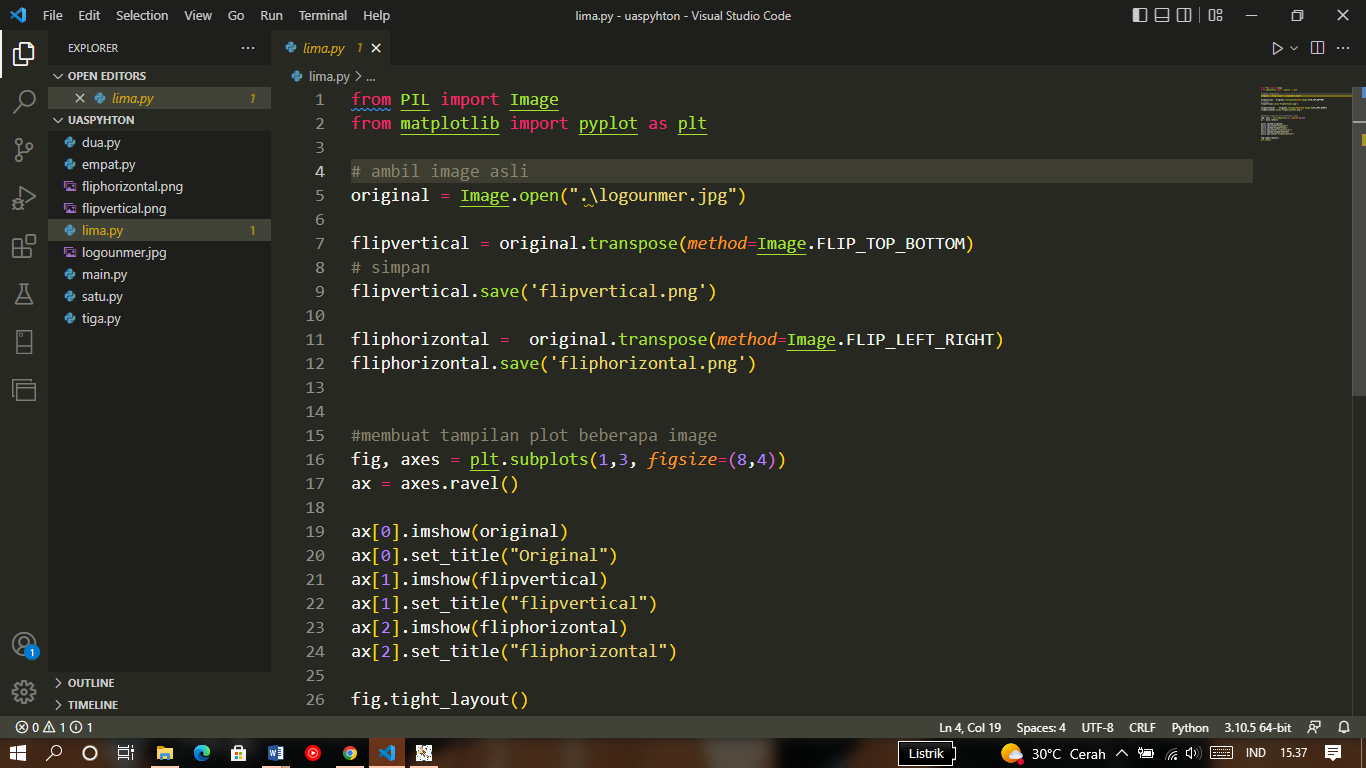 File Edit Selection View Go Run Terminal Help lima.py - uaspyhton - Visual Studio Code
EXPLORER
OPEN EDITORS
lima.py 1
UASPYHTON
dua.py
empat.py
fliphorizontal.png
flipvertical.png
lima.py 1
logounmer.jpg
main.py
satu.py
tiga.py
OUTLINE
TIMELINE
1
lima.py 1
lima.py > ...
1 from PIL import Image
2 from matplotlib import pyplot as plt
3
4 # ambil image asli
5 original = Image.open(".\logounmer.jpg")
6
7 flipvertical = original.transpose(method=Image.FLIP_TOP_BOTTOM)
8 # simpan
9 flipvertical.save('flipvertical.png')
10
11 fliphorizontal =  original.transpose(method=Image.FLIP_LEFT_RIGHT)
12 fliphorizontal.save('fliphorizontal.png')
13
14
15 #membuat tampilan plot beberapa image
16 fig, axes = plt.subplots(1,3, figsize=(8,4))
17 ax = axes.ravel()
18
19 ax[0].imshow(original)
20 ax[0].set_title("Original")
21 ax[1].imshow(flipvertical)
22 ax[1].set_title("flipvertical")
23 ax[2].imshow(fliphorizontal)
24 ax[2].set_title("fliphorizontal")
25
26 fig.tight_layout()
0 1 1 Ln 4, Col 19 Spaces: 4 UTF-8 CRLF Python 3.10.5 64-bit
Listrik 30°C Cerah IND 15.37